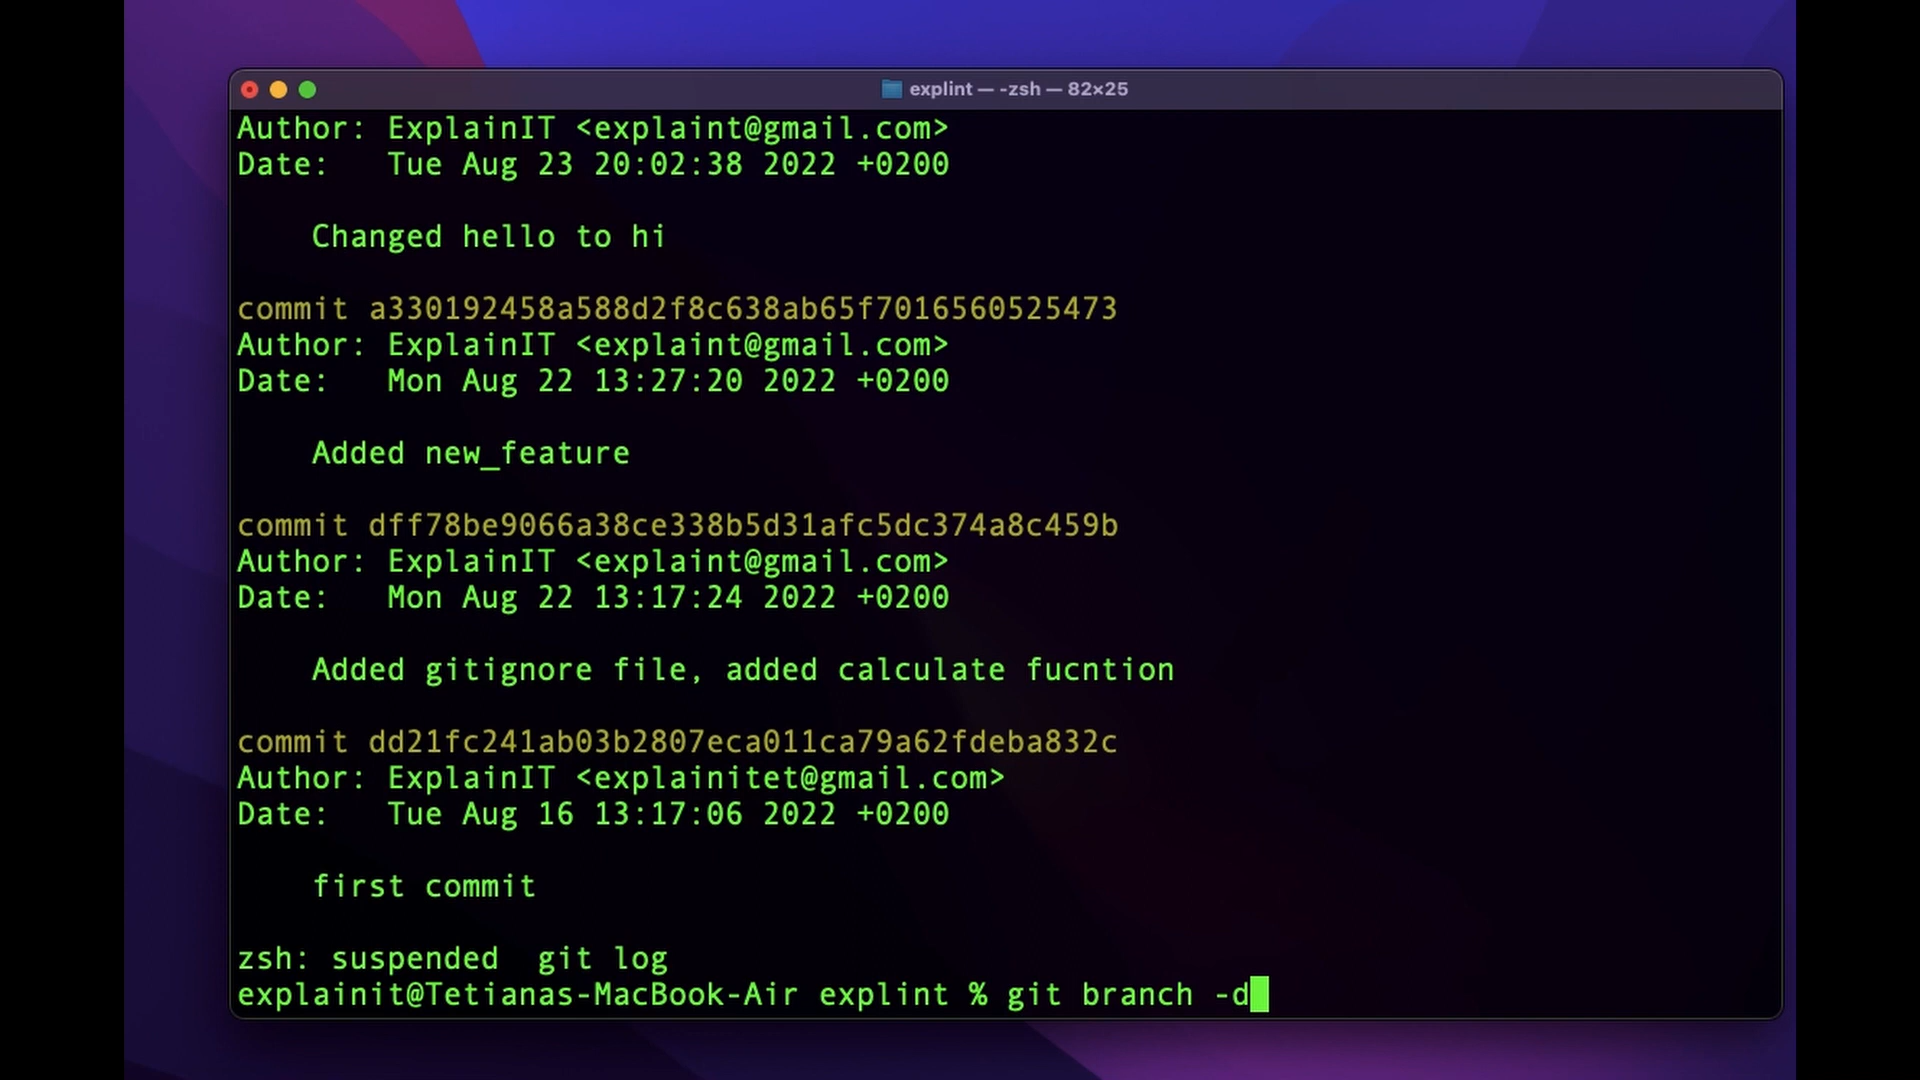 explint — -zsh — 82×25
Author: ExplainIT <explaint@gmail.com>
Date:   Tue Aug 23 20:02:38 2022 +0200
    Changed hello to hi
commit a330192458a588d2f8c638ab65f7016560525473
Author: ExplainIT <explaint@gmail.com>
Date:   Mon Aug 22 13:27:20 2022 +0200
    Added new_feature
commit dff78be9066a38ce338b5d31afc5dc374a8c459b
Author: ExplainIT <explaint@gmail.com>
Date:   Mon Aug 22 13:17:24 2022 +0200
    Added gitignore file, added calculate fucntion
commit dd21fc241ab03b2807eca011ca79a62fdeba832c
Author: ExplainIT <explainitet@gmail.com>
Date:   Tue Aug 16 13:17:06 2022 +0200
    first commit
zsh: suspended  git log
explainit@Tetianas-MacBook-Air explint % git branch -d